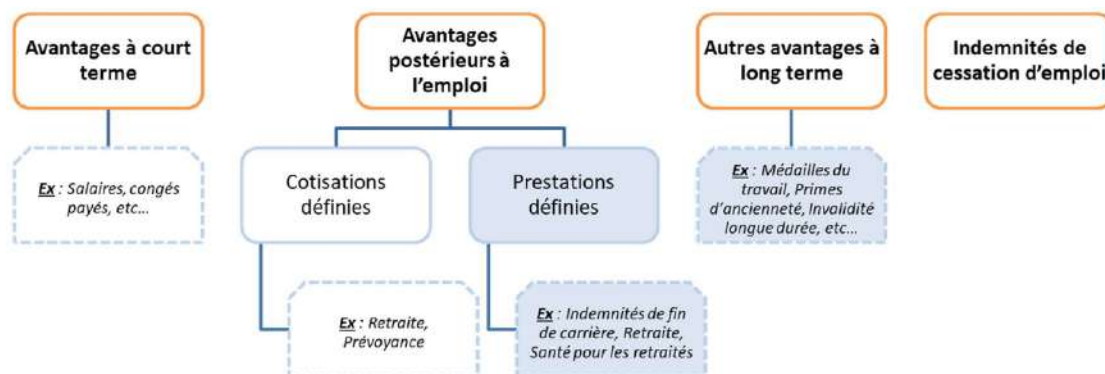 Avantages à court
terme
Avantages
postérieurs à
l'emploi
Autres avantages à
long terme
Indemnités de
cessation d'emploi
Ex : Salaires, congés
payés, etc...
Cotisations
définies
Prestations
définies
Ex : Médailles du
travail, Primes
d'ancienneté, Invalidité
longue durée, etc...
Ex : Retraite,
Prévoyance
Ex : Indemnités de fin
de carrière, Retraite,
Santé pour les retraités